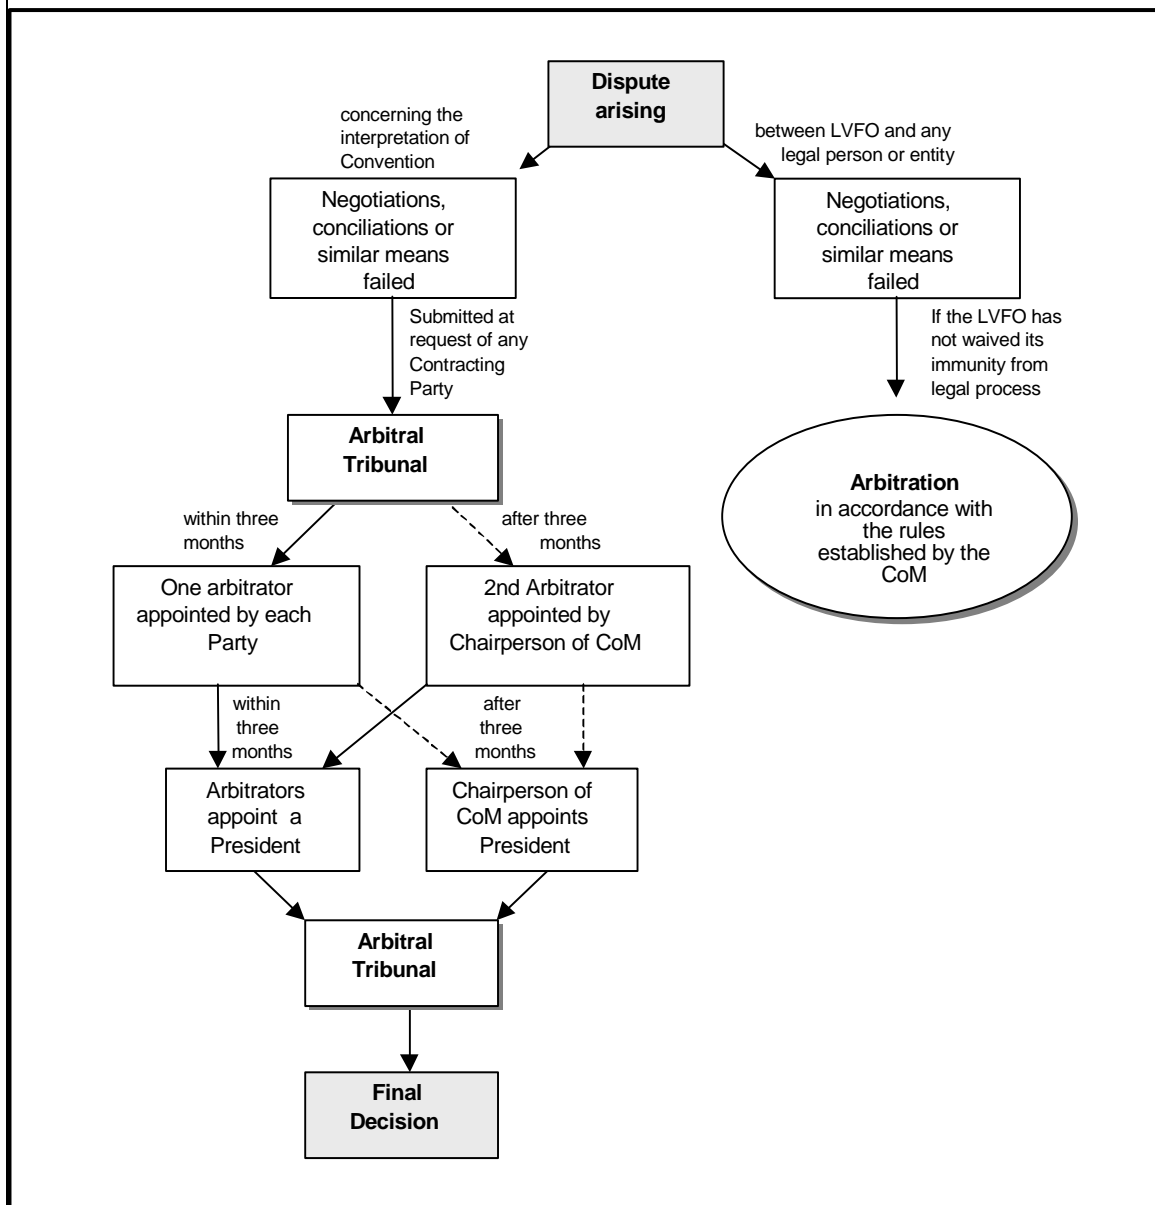 Dispute
arising
concerning the
interpretation of
Convention
between LVFO and any
legal person or entity
Negotiations,
conciliations or
similar means
failed
Negotiations,
conciliations or
similar means
failed
Submitted at
request of any
Contracting
Party
If the LVFO has
not waived its
immunity from
legal process
Arbitral
Tribunal
Arbitration
in accordance with
the rules
established by the
CoM
within three
months
after three
months
One arbitrator
appointed by each
Party
2nd Arbitrator
appointed by
Chairperson of CoM
within
three
months
after
three
months
Arbitrators
appoint a
President
Chairperson of
CoM appoints
President
Arbitral
Tribunal
Final
Decision